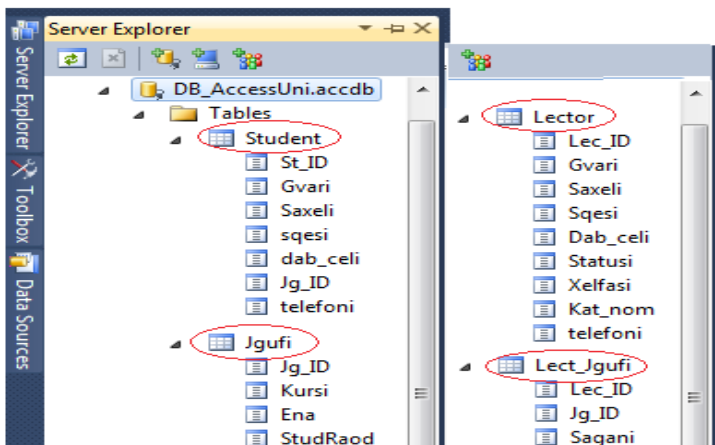 Server Explorer
Server Explorer
Toolbox
Data Sources
DB_AccessUni.accdb
Tables
Student
St_ID
Gvari
Saxeli
sqesi
dab_celi
Jg_ID
telefoni
Jgufi
Jg_ID
Kursi
Ena
StudRaod
Lector
Lec_ID
Gvari
Saxeli
Sqesi
Dab_celi
Statusi
Xelfasi
Kat_nom
telefoni
Lect_Jgufi
Lec_ID
Jg_ID
Sagani